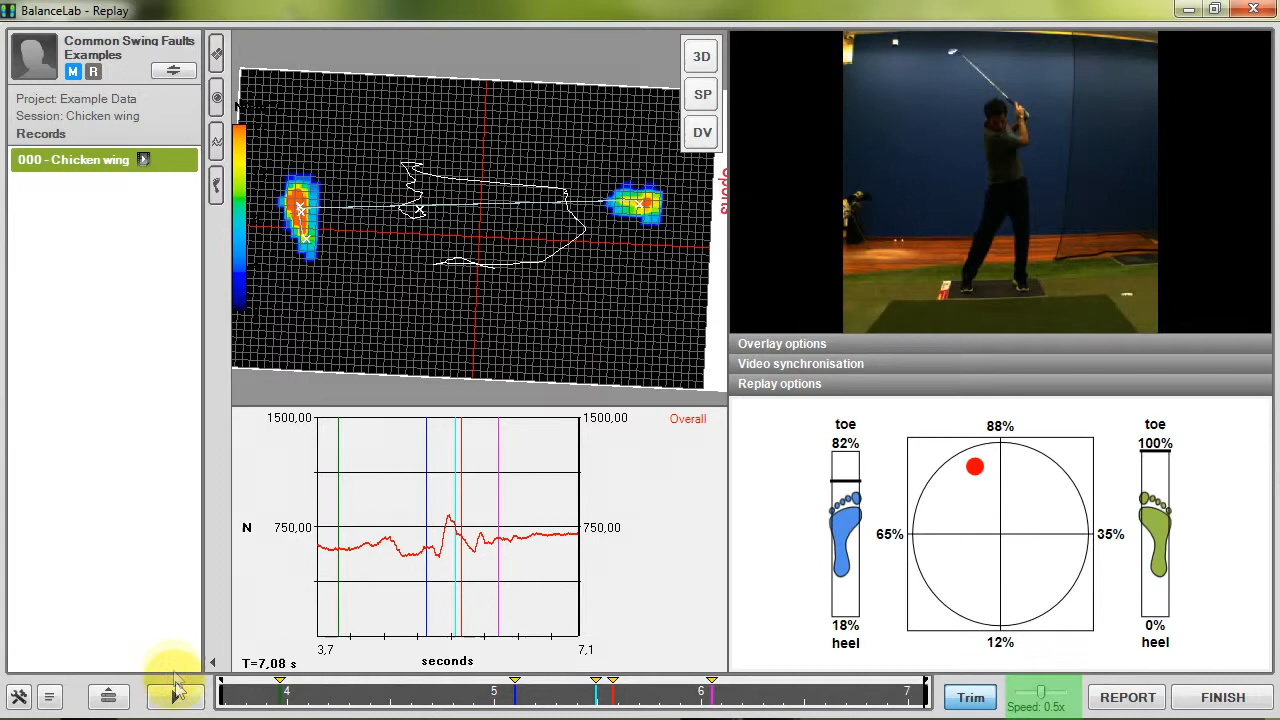 BalanceLab - Replay
Common Swing Faults
Examples
M R
Project: Example Data
Session: Chicken wing
Records
000 - Chicken wing
3D
SP
DV
Overlay options
Video synchronisation
Replay options
1500,00
1500,00
Overall
N
750,00
750,00
3,7
7,1
seconds
T=7,08 s
toe
82%
88%
toe
100%
65%
35%
18%
heel
12%
0%
heel
4
5
6
7
Trim
Speed: 0.5x
REPORT
FINISH